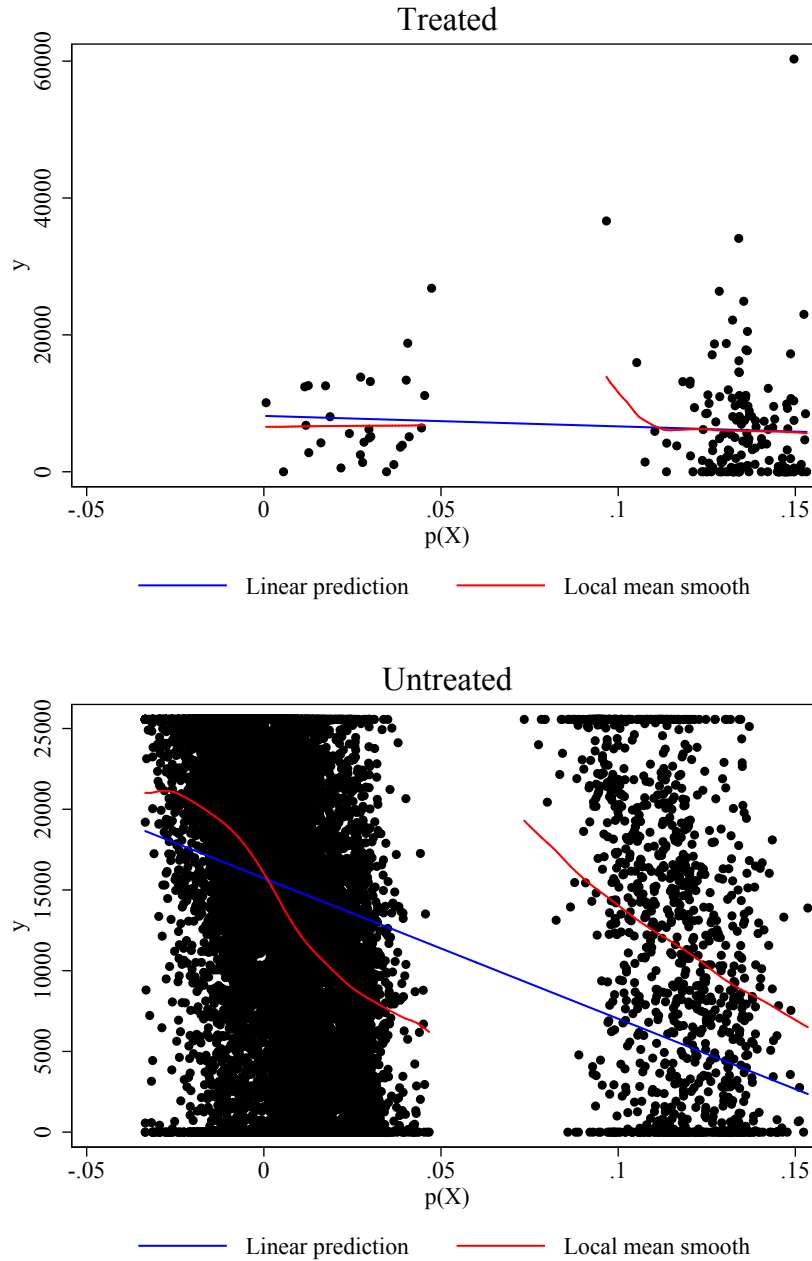 Treated
60000
40000
20000
0
y
-.05 0 .05 .1 .15
p(X)
Linear prediction Local mean smooth
Untreated
25000
20000
15000
10000
5000
0
y
-.05 0 .05 .1 .15
p(X)
Linear prediction Local mean smooth